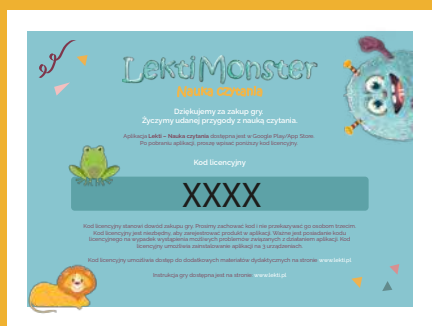 LektiMonster
Nauka czytania
Dziękujemy za zakup gry.
Życzymy udanej przygody z nauką czytania.
Aplikacja Lekti – Nauka czytania dostępna jest w Google Play/App Store.
Po pobraniu aplikacji proszę wpisać poniższy kod licencyjny.
Kod licencyjny
XXXX
Kod licencyjny stanowi dowód zakupu gry. Prosimy zachować kod i nie przekazywać go osobom trzecim.
Kod licencyjny jest niezbędny, aby zarejestrować produkt w aplikacji. Ważne jest posiadanie kodu
licencyjnego na wypadek wystąpienia możliwych problemów związanych z działaniem aplikacji. Kod
licencyjny umożliwia zainstalowanie aplikacji na 3 urządzeniach.
Kod licencyjny umożliwia dostęp do dodatkowych materiałów dydaktycznych na stronie: www.lekti.pl
Instrukcja gry dostępna jest na stronie: www.lekti.pl